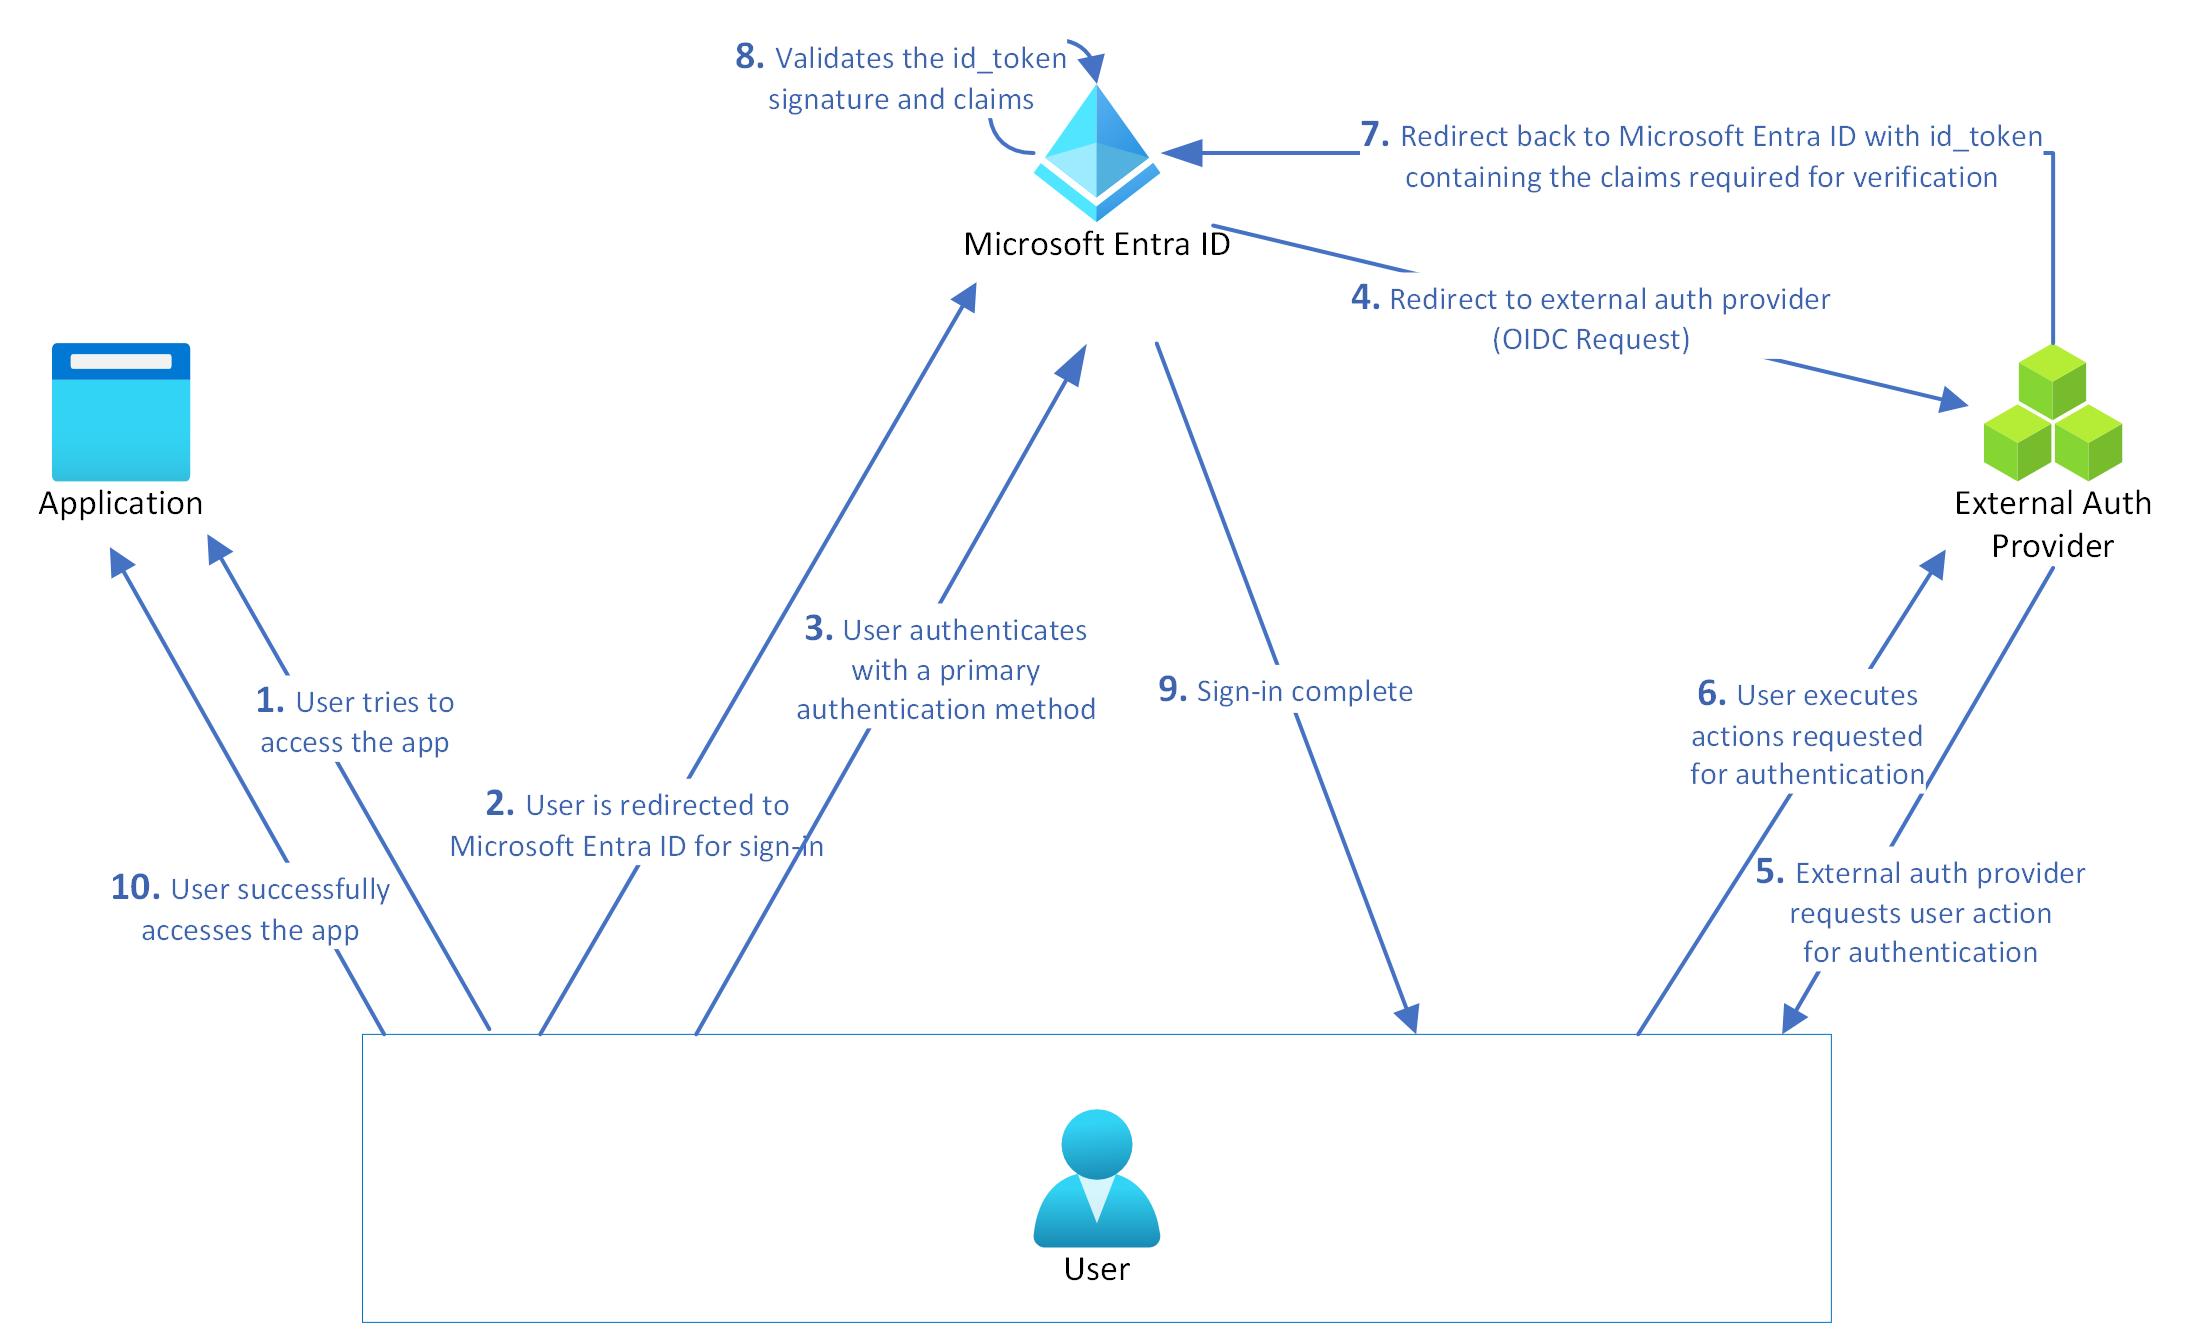 8. Validates the id_token
signature and claims
7. Redirect back to Microsoft Entra ID with id_token
containing the claims required for verification
Microsoft Entra ID
4. Redirect to external auth provider
(OIDC Request)
Application
External Auth
Provider
3. User authenticates
with a primary
authentication method
1. User tries to
access the app
9. Sign-in complete
6. User executes
actions requested
for authentication
2. User is redirected to
Microsoft Entra ID for sign-in
10. User successfully
accesses the app
5. External auth provider
requests user action
for authentication
User